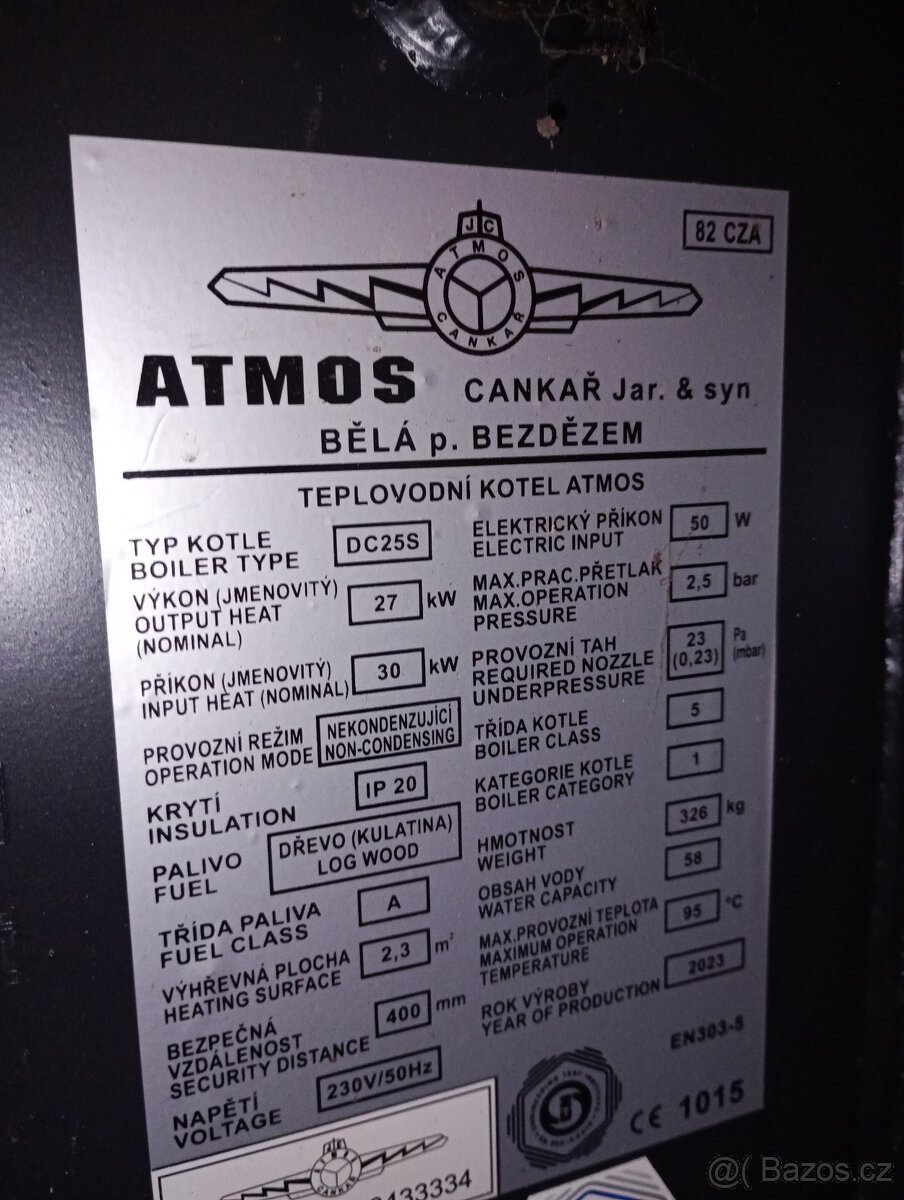 82 CZA
JC
ATMOS
CANKAŘ
ATMOS CANKAŘ Jar. & syn
BĚLÁ p. BEZDĚZEM
TEPLOVODNÍ KOTEL ATMOS
TYP KOTLE
BOILER TYPE
DC25S
VÝKON (JMENOVITÝ)
OUTPUT HEAT
(NOMINAL)
27 kW
PŘÍKON (JMENOVITÝ)
INPUT HEAT (NOMINAL)
30 kW
PROVOZNÍ REŽIM
OPERATION MODE
NEKONDENZUJÍCÍ
NON-CONDENSING
KRYTÍ
INSULATION
IP 20
PALIVO
FUEL
DŘEVO (KULATINA)
LOG WOOD
TŘÍDA PALIVA
FUEL CLASS
A
VÝHŘEVNÁ PLOCHA
HEATING SURFACE
2,3 m²
BEZPEČNÁ
VZDÁLENOST
SECURITY DISTANCE
400 mm
NAPĚTÍ
VOLTAGE
230V/50Hz
ELEKTRICKÝ PŘÍKON
ELECTRIC INPUT
50 W
MAX.PRAC.PŘETLAK
MAX.OPERATION
PRESSURE
2,5 bar
PROVOZNÍ TAH
REQUIRED NOZZLE
UNDERPRESSURE
23 Pa
(0,23) (mbar)
TŘÍDA KOTLE
BOILER CLASS
5
KATEGORIE KOTLE
BOILER CATEGORY
1
HMOTNOST
WEIGHT
326 kg
OBSAH VODY
WATER CAPACITY
58
MAX.PROVOZNÍ TEPLOTA
MAXIMUM OPERATION
TEMPERATURE
95 °C
ROK VÝROBY
YEAR OF PRODUCTION
2023
EN303-5
CE 1015
433334
@( Bazos.cz